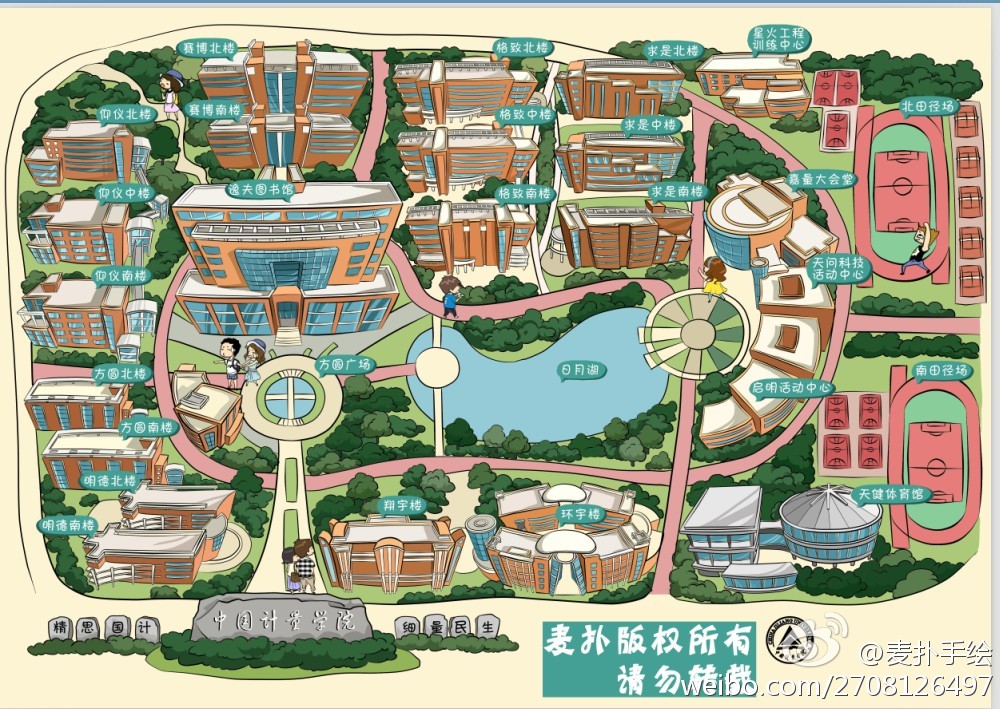 赛博北楼
格致北楼
求是北楼
星火工程
训练中心
仰仪北楼
赛博南楼
格致中楼
求是中楼
北田径场
仰仪中楼
逸夫图书馆
格致南楼
求是南楼
嘉量大会堂
仰仪南楼
天问科技
活动中心
方圆北楼
方圆广场
日月湖
启明活动中心
南田径场
方圆南楼
明德北楼
明德南楼
翔宇楼
环宇楼
天健体育馆
精思国计
中国计量学院
细量民生
麦扑版权所有
请勿转载
@麦扑手绘
weibo.com/2708126497